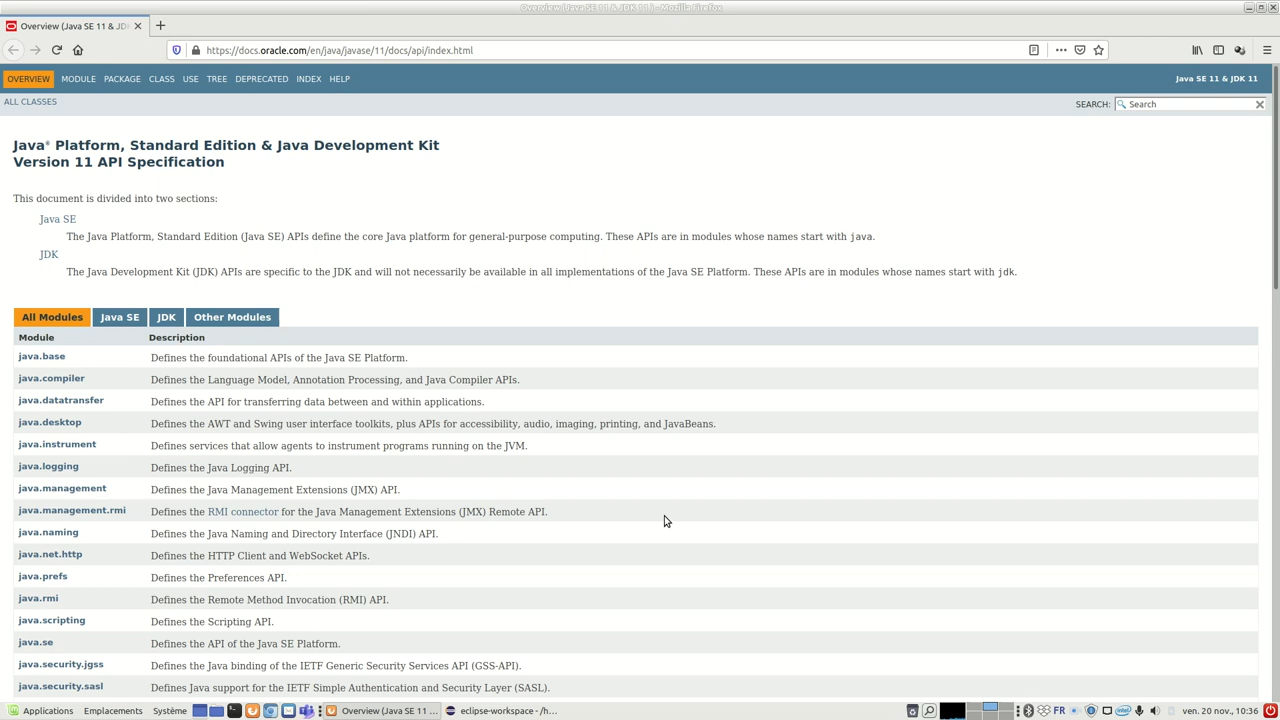 Overview (Java SE 11 & JDK 11) - Mozilla Firefox
Overview (Java SE 11 & JD
https://docs.oracle.com/en/java/javase/11/docs/api/index.html
OVERVIEW MODULE PACKAGE CLASS USE TREE DEPRECATED INDEX HELP Java SE 11 & JDK 11
ALL CLASSES SEARCH: Search
Java® Platform, Standard Edition & Java Development Kit
Version 11 API Specification
This document is divided into two sections:
Java SE
The Java Platform, Standard Edition (Java SE) APIs define the core Java platform for general-purpose computing. These APIs are in modules whose names start with java.
JDK
The Java Development Kit (JDK) APIs are specific to the JDK and will not necessarily be available in all implementations of the Java SE Platform. These APIs are in modules whose names start with jdk.
All Modules Java SE JDK Other Modules
Module Description
java.base Defines the foundational APIs of the Java SE Platform.
java.compiler Defines the Language Model, Annotation Processing, and Java Compiler APIs.
java.datatransfer Defines the API for transferring data between and within applications.
java.desktop Defines the AWT and Swing user interface toolkits, plus APIs for accessibility, audio, imaging, printing, and JavaBeans.
java.instrument Defines services that allow agents to instrument programs running on the JVM.
java.logging Defines the Java Logging API.
java.management Defines the Java Management Extensions (JMX) API.
java.management.rmi Defines the RMI connector for the Java Management Extensions (JMX) Remote API.
java.naming Defines the Java Naming and Directory Interface (JNDI) API.
java.net.http Defines the HTTP Client and WebSocket APIs.
java.prefs Defines the Preferences API.
java.rmi Defines the Remote Method Invocation (RMI) API.
java.scripting Defines the Scripting API.
java.se Defines the API of the Java SE Platform.
java.security.jgss Defines the Java binding of the IETF Generic Security Services API (GSS-API).
java.security.sasl Defines Java support for the IETF Simple Authentication and Security Layer (SASL).
Applications Emplacements Système Overview (Java SE 11 ... eclipse-workspace - /h... FR ven. 20 nov., 10:36